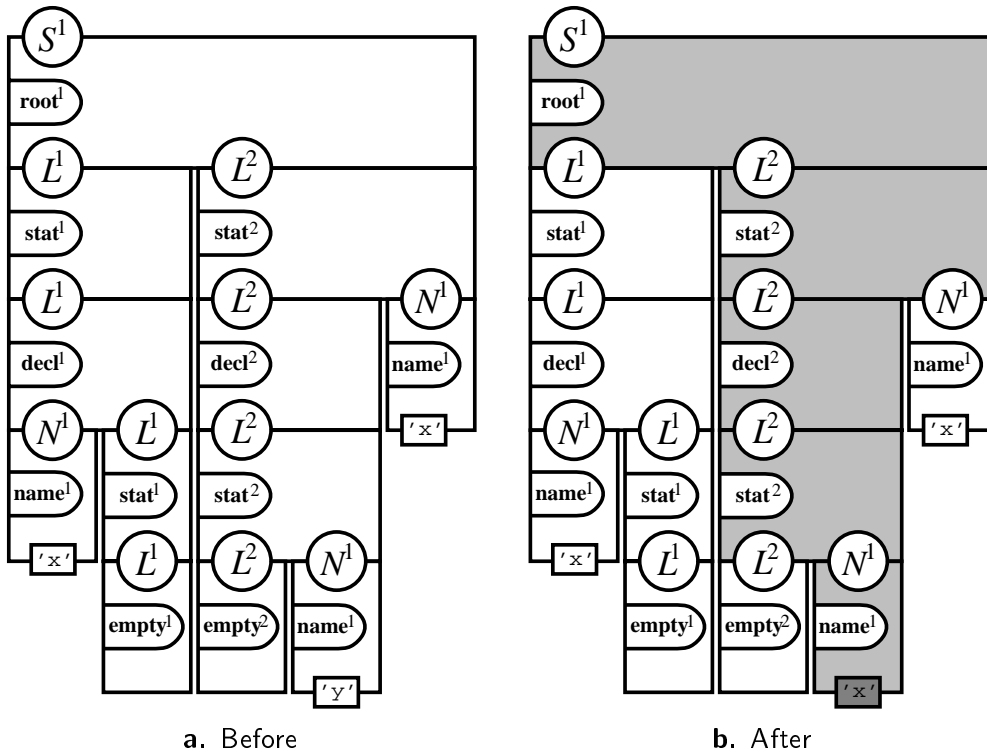 S¹ S¹
root¹ root¹
L¹ L² L¹ L²
stat¹ stat² stat¹ stat²
L¹ L² N¹ L¹ L² N¹
decl¹ decl² name¹ decl¹ decl² name¹
N¹ L¹ L² 'x' N¹ L¹ L² 'x'
name¹ stat¹ stat² name¹ stat¹ stat²
'x' L¹ L² N¹ 'x' L¹ L² N¹
empty¹ empty² name¹ empty¹ empty² name¹
'y' 'x'
a. Before b. After